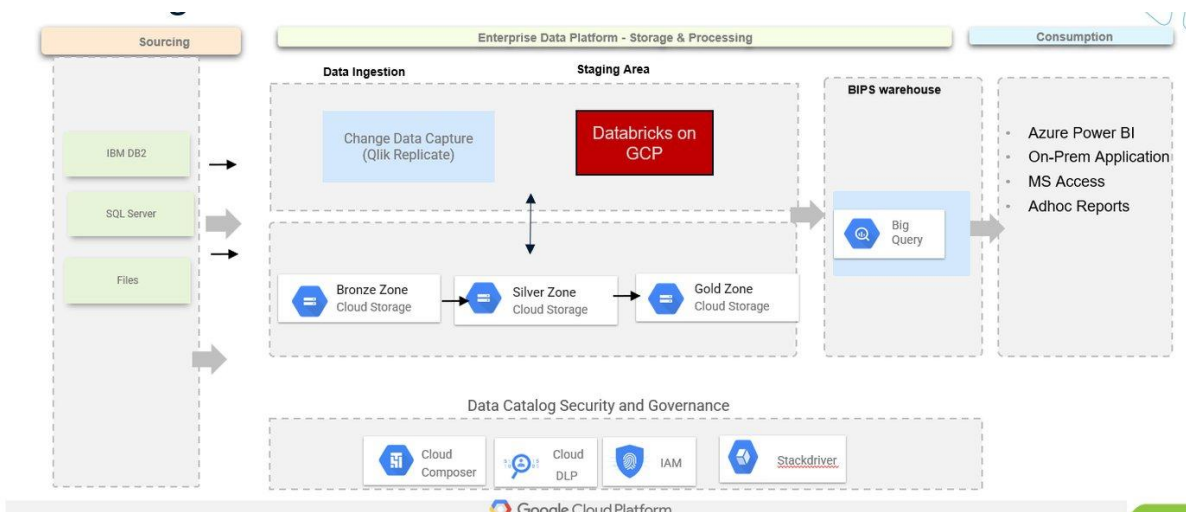 Sourcing
Enterprise Data Platform - Storage & Processing
Consumption
Data Ingestion
Staging Area
BIPS warehouse
Change Data Capture
(Qlik Replicate)
Databricks on
GCP
IBM DB2
SQL Server
Files
• Azure Power BI
• On-Prem Application
• MS Access
• Adhoc Reports
Big
Query
Bronze Zone
Cloud Storage
Silver Zone
Cloud Storage
Gold Zone
Cloud Storage
Data Catalog Security and Governance
Cloud
Composer
Cloud
DLP
IAM
Stackdriver
Google Cloud Platform